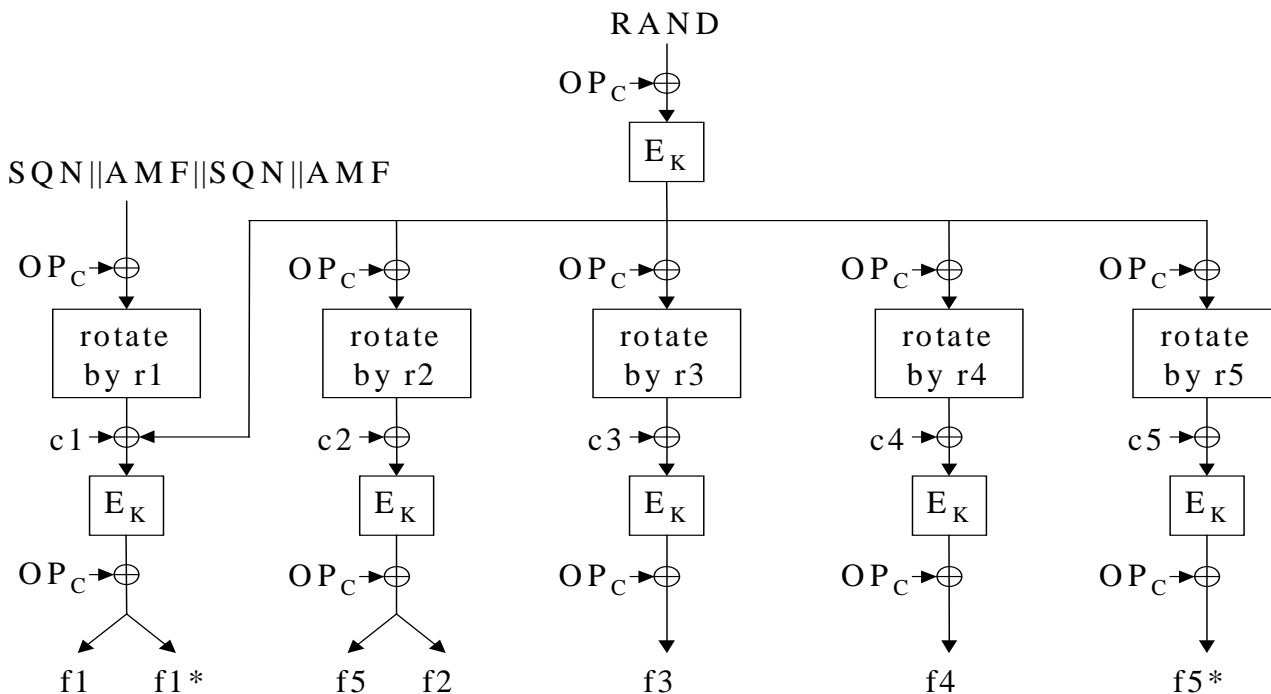 RAND
OP_C
E_K
SQN||AMF||SQN||AMF
OP_C
OP_C
OP_C
OP_C
OP_C
rotate
by r1
rotate
by r2
rotate
by r3
rotate
by r4
rotate
by r5
c1
c2
c3
c4
c5
E_K
E_K
E_K
E_K
E_K
OP_C
OP_C
OP_C
OP_C
OP_C
f1
f1*
f5
f2
f3
f4
f5*